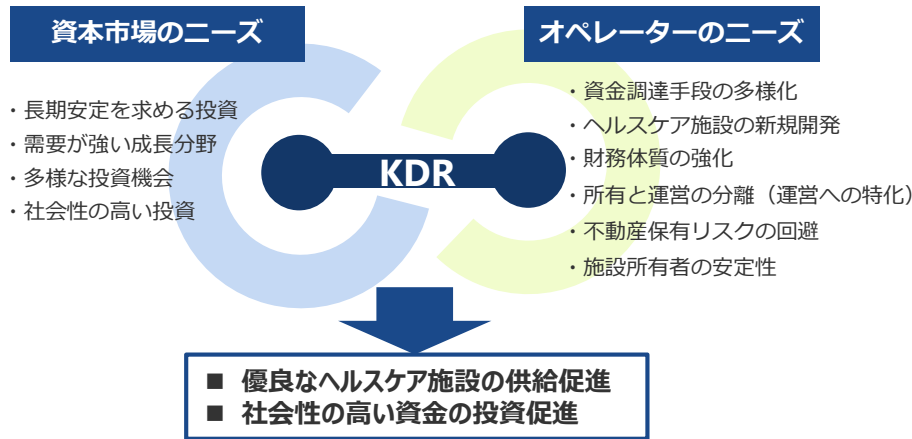 資本市場のニーズ
・長期安定を求める投資
・需要が強い成長分野
・多様な投資機会
・社会性の高い投資
KDR
オペレーターのニーズ
・資金調達手段の多様化
・ヘルスケア施設の新規開発
・財務体質の強化
・所有と運営の分離（運営への特化）
・不動産保有リスクの回避
・施設所有者の安定性
■ 優良なヘルスケア施設の供給促進
■ 社会性の高い資金の投資促進